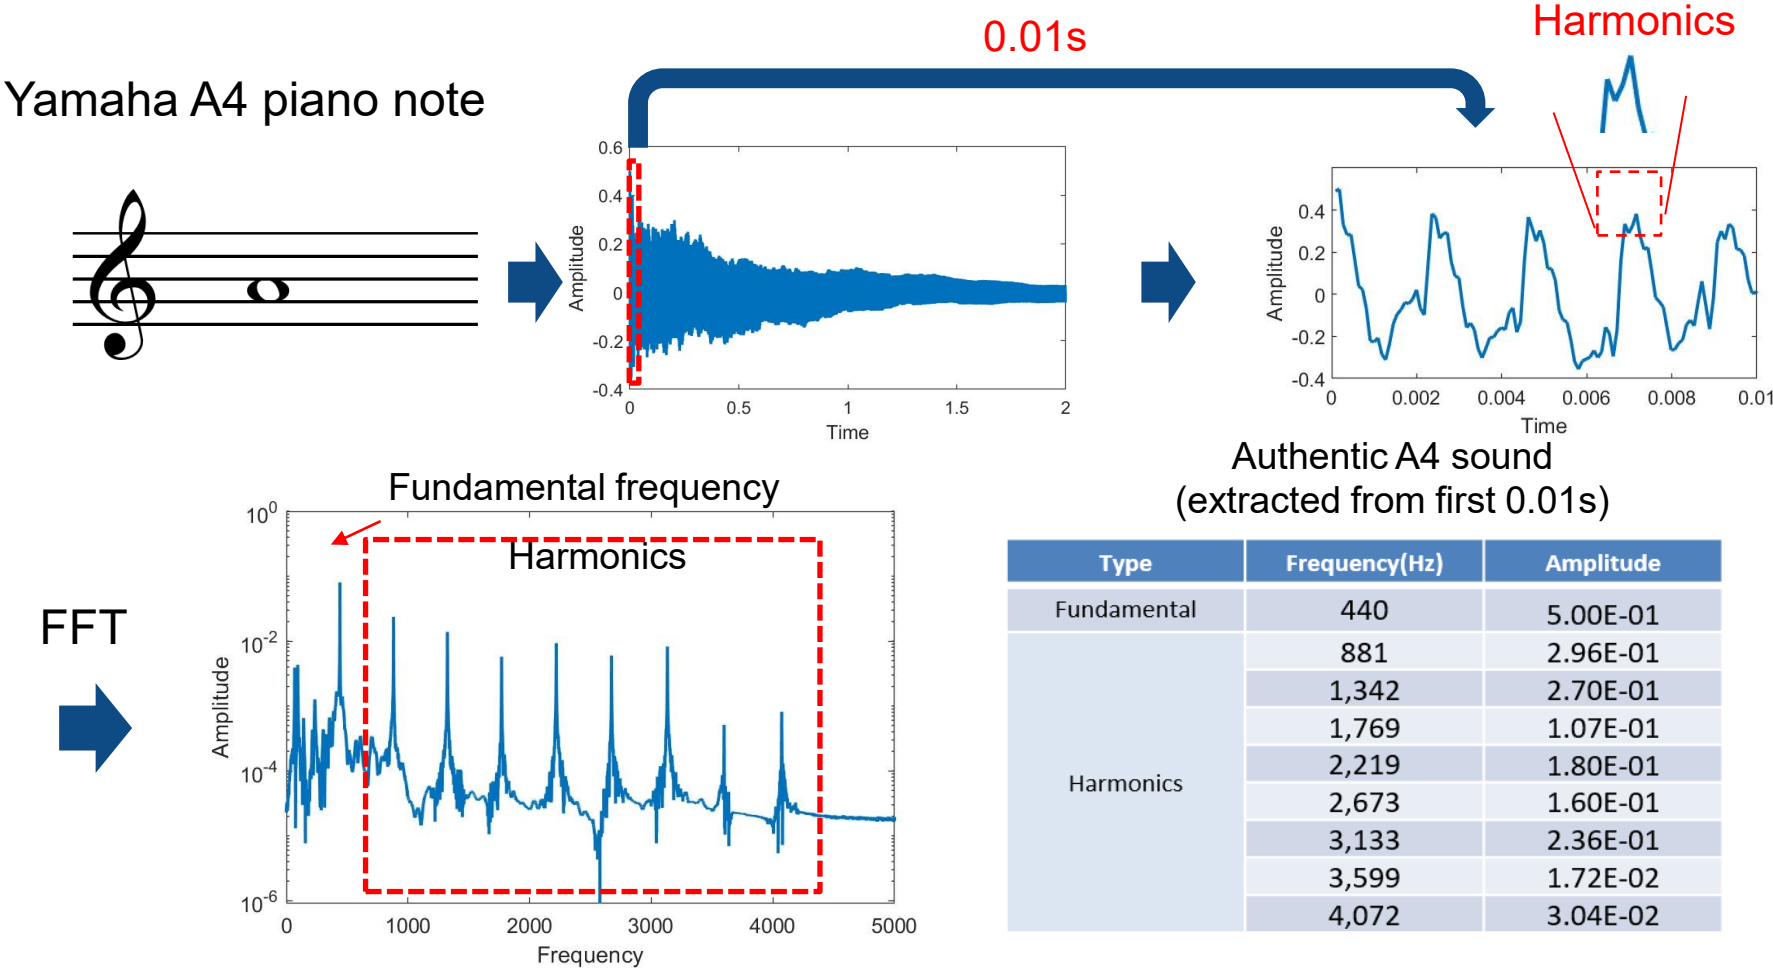 Yamaha A4 piano note
0.01s
Harmonics
0.6
0.4
0.2
0
-0.2
-0.4
Amplitude
0
0.5
1
1.5
2
Time
0.4
0.2
0
-0.2
-0.4
Amplitude
0
0.002
0.004
0.006
0.008
0.01
Time
Authentic A4 sound
(extracted from first 0.01s)
FFT
Fundamental frequency
Harmonics
10^0
10^-2
10^-4
10^-6
Amplitude
0
1000
2000
3000
4000
5000
Frequency
Type Frequency(Hz) Amplitude
Fundamental 440 5.00E-01
Harmonics
881 2.96E-01
1,342 2.70E-01
1,769 1.07E-01
2,219 1.80E-01
2,673 1.60E-01
3,133 2.36E-01
3,599 1.72E-02
4,072 3.04E-02